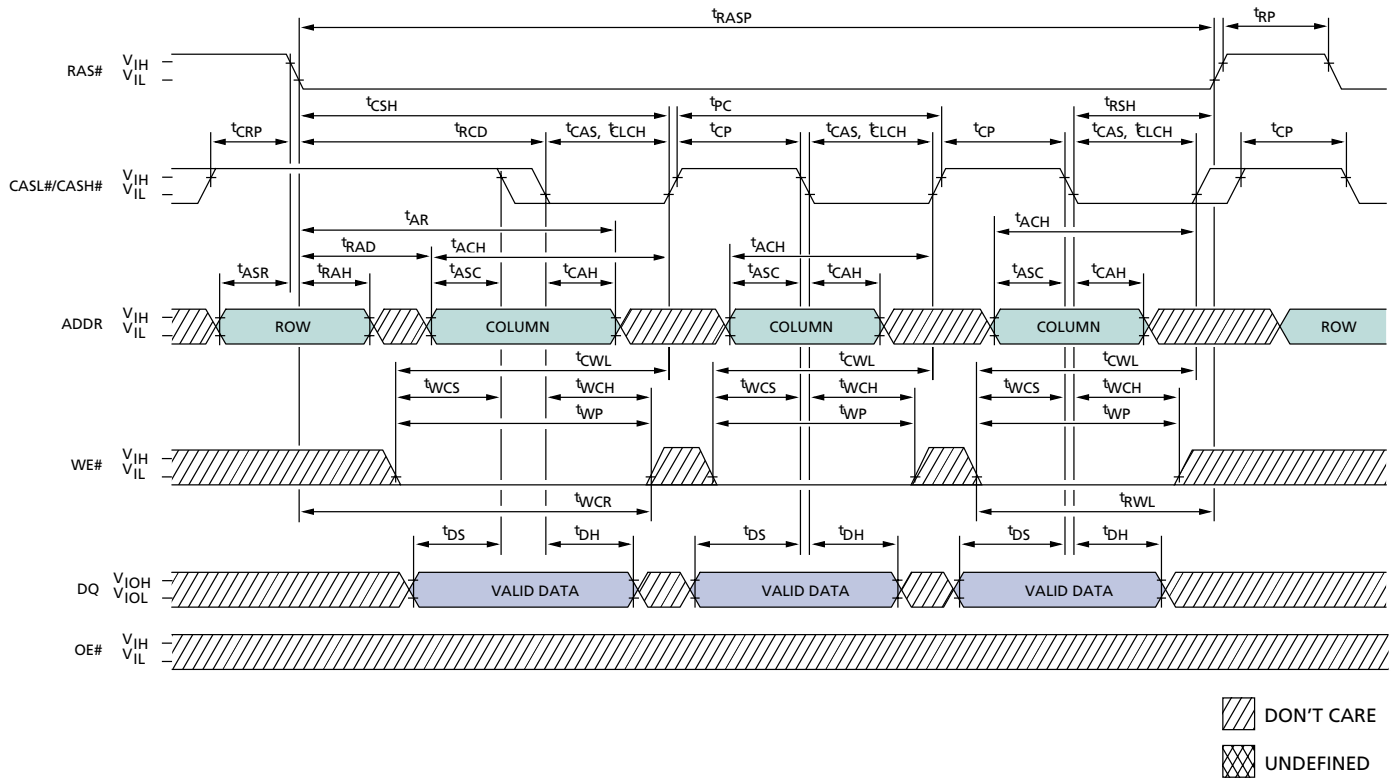 tRASP tRP
RAS# VIH
VIL
tCSH tPC tRSH
tCRP tRCD tCAS, tCLCH tCP tCAS, tCLCH tCP tCAS, tCLCH tCP
CASL#/CASH# VIH
VIL
tAR tACH
tRAD tACH tACH
tASR tRAH tASC tCAH tASC tCAH tASC tCAH
ADDR VIH
VIL
ROW COLUMN COLUMN COLUMN ROW
tCWL tCWL tCWL
tWCS tWCH tWCS tWCH tWCS tWCH
tWP tWP tWP
WE# VIH
VIL
tWCR tRWL
tDS tDH tDS tDH tDS tDH
DQ VIOH
VIOL
VALID DATA VALID DATA VALID DATA
OE# VIH
VIL
DON'T CARE
UNDEFINED